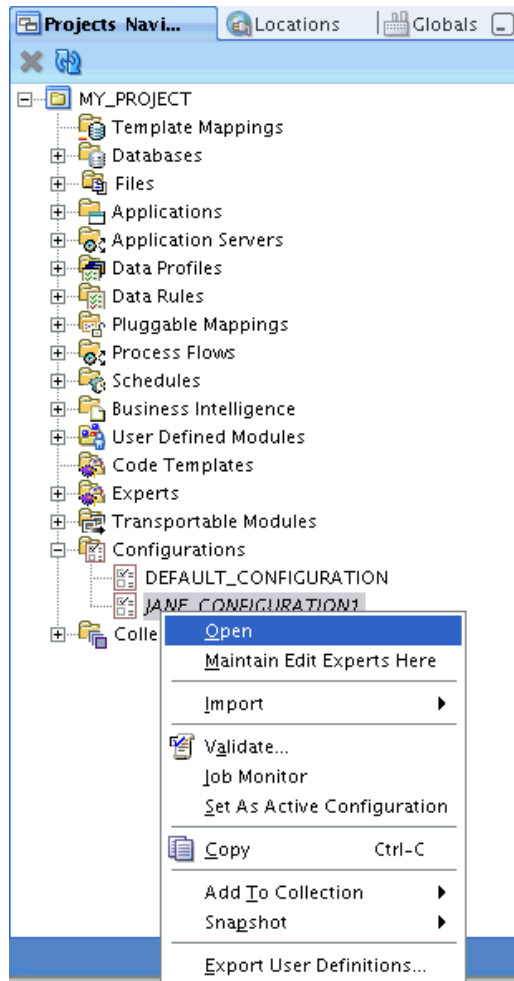 Projects Navi... Locations Globals
MY_PROJECT
Template Mappings
Databases
Files
Applications
Application Servers
Data Profiles
Data Rules
Pluggable Mappings
Process Flows
Schedules
Business Intelligence
User Defined Modules
Code Templates
Experts
Transportable Modules
Configurations
DEFAULT_CONFIGURATION
JANE_CONFIGURATION1
Colle
Open
Maintain Edit Experts Here
Import
Validate...
Job Monitor
Set As Active Configuration
Copy Ctrl-C
Add To Collection
Snapshot
Export User Definitions...